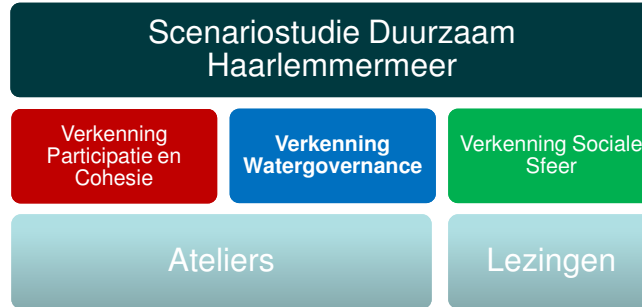 Scenariostudie Duurzaam
Haarlemmermeer
Verkenning
Participatie en
Cohesie
Verkenning
Watergovernance
Verkenning Sociale
Sfeer
Ateliers
Lezingen